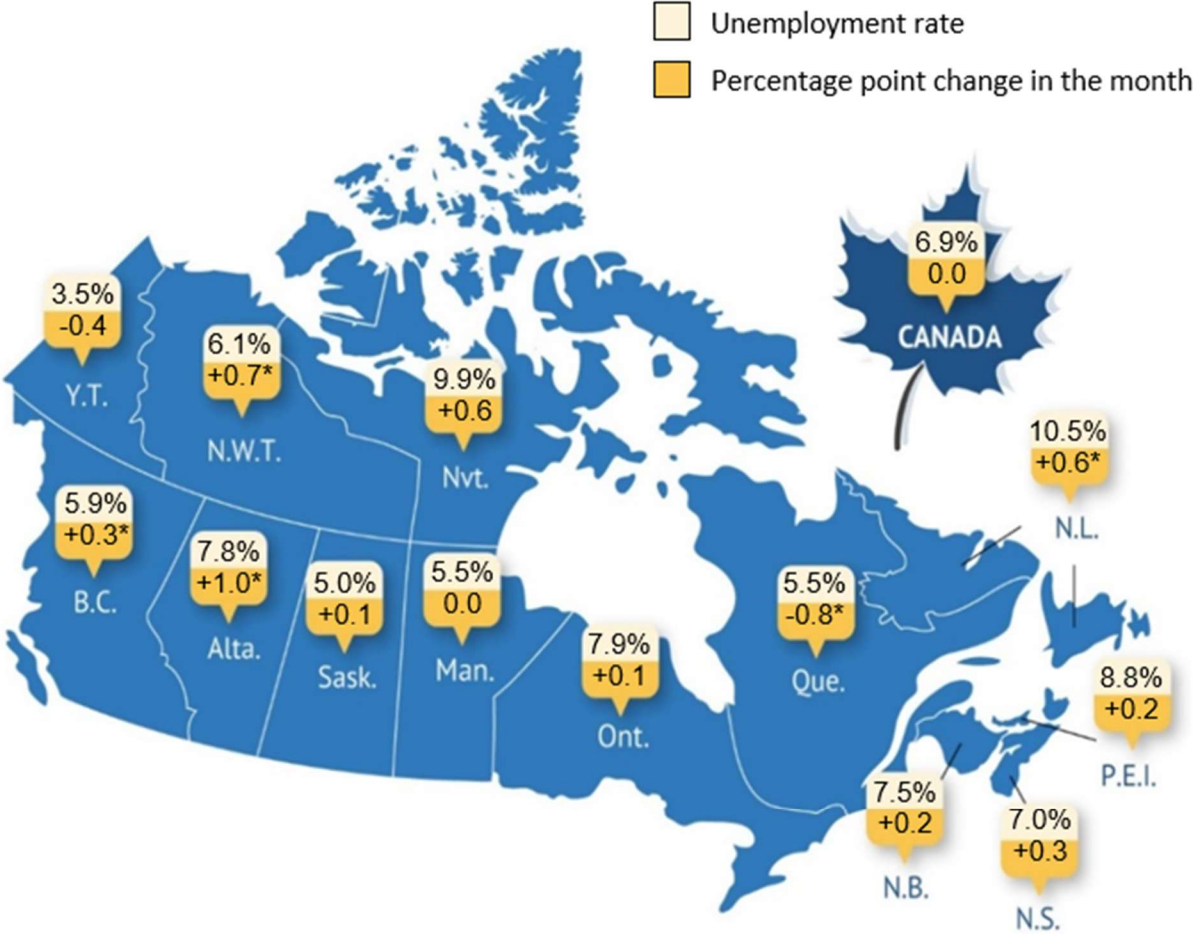 Unemployment rate
Percentage point change in the month
6.9%
0.0
CANADA
3.5%
-0.4
Y.T.
6.1%
+0.7*
N.W.T.
9.9%
+0.6
Nvt.
10.5%
+0.6*
N.L.
5.9%
+0.3*
B.C.
7.8%
+1.0*
Alta.
5.0%
+0.1
Sask.
5.5%
0.0
Man.
7.9%
+0.1
Ont.
5.5%
-0.8*
Que.
8.8%
+0.2
P.E.I.
7.5%
+0.2
N.B.
7.0%
+0.3
N.S.